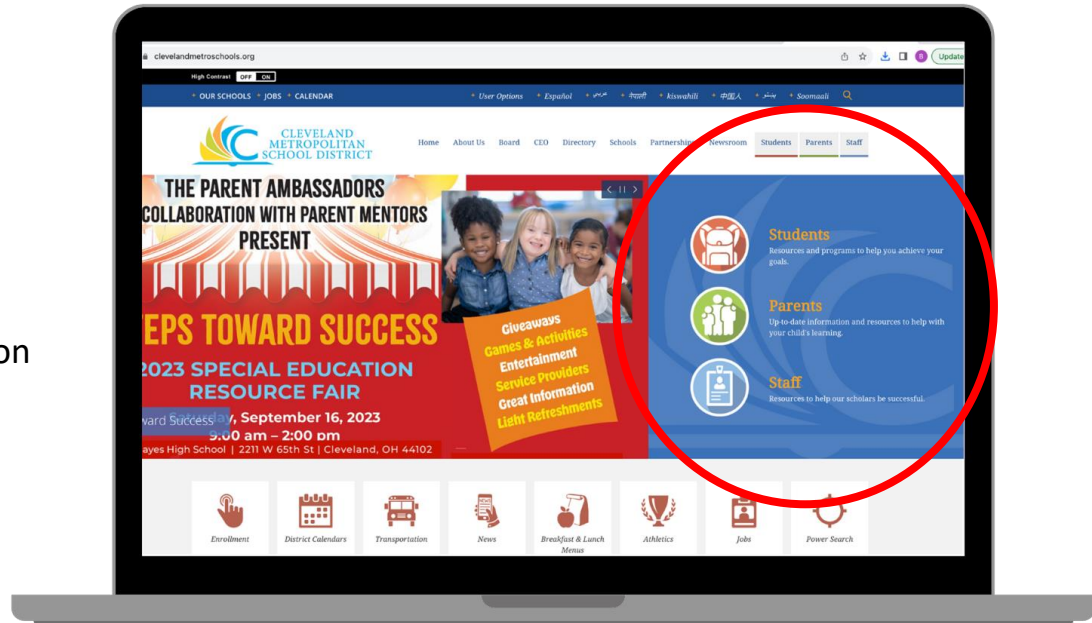 on
clevelandmetroschools.org
Update
High Contrast OFF ON
+ OUR SCHOOLS + JOBS + CALENDAR
+ User Options + Español + عربى + नेपाली + kiswahili + 中国人 + پښتو + Soomaali
CLEVELAND
METROPOLITAN
SCHOOL DISTRICT
Home About Us Board CEO Directory Schools Partnerships Newsroom Students Parents Staff
THE PARENT AMBASSADORS
COLLABORATION WITH PARENT MENTORS
PRESENT
EPS TOWARD SUCCESS
2023 SPECIAL EDUCATION
RESOURCE FAIR
ward Success
y, September 16, 2023
9:00 am – 2:00 pm
ayes High School | 2211 W 65th St | Cleveland, OH 44102
Giveaways
Games & Activities
Entertainment
Service Providers
Great Information
Light Refreshments
Students
Resources and programs to help you achieve your
goals.
Parents
Up-to-date information and resources to help with
your child's learning.
Staff
Resources to help our scholars be successful.
Enrollment
District Calendars
Transportation
News
Breakfast & Lunch
Menus
Athletics
Jobs
Power Search